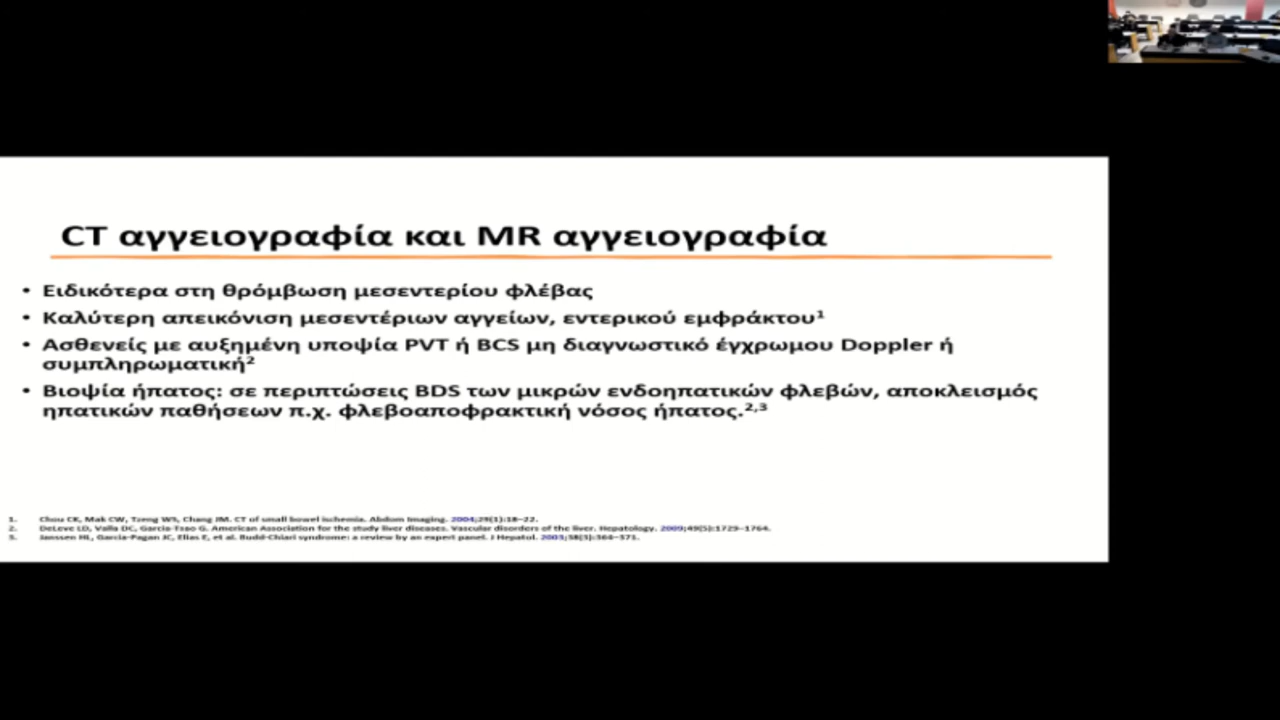 CT αγγειογραφία και MR αγγειογραφία
• Ειδικότερα στη θρόμβωση μεσεντερίου φλέβας
• Καλύτερη απεικόνιση μεσεντέριων αγγείων, εντερικού εμφράκτου¹
• Ασθενείς με αυξημένη υποψία PVT ή BCS μη διαγνωστικό έγχρωμου Doppler ή
συμπληρωματική²
• Βιοψία ήπατος: σε περιπτώσεις BDS των μικρών ενδοηπατικών φλεβών, αποκλεισμός
ηπατικών παθήσεων π.χ. φλεβοαποφρακτική νόσος ήπατος.²,³
1. Chou CK, Mak CW, Tzeng WS, Chang JM. CT of small bowel ischemia. Abdom Imaging. 2004;29(1):18–22.
2. DeLeve LD, Valla DC, Garcia-Tsao G. American Association for the study liver diseases. Vascular disorders of the liver. Hepatology. 2009;49(5):1729–1764.
3. Janssen HL, Garcia-Pagan JC, Elias E, et al. Budd-Chiari syndrome: a review by an expert panel. J Hepatol. 2003;38(3):364–371.